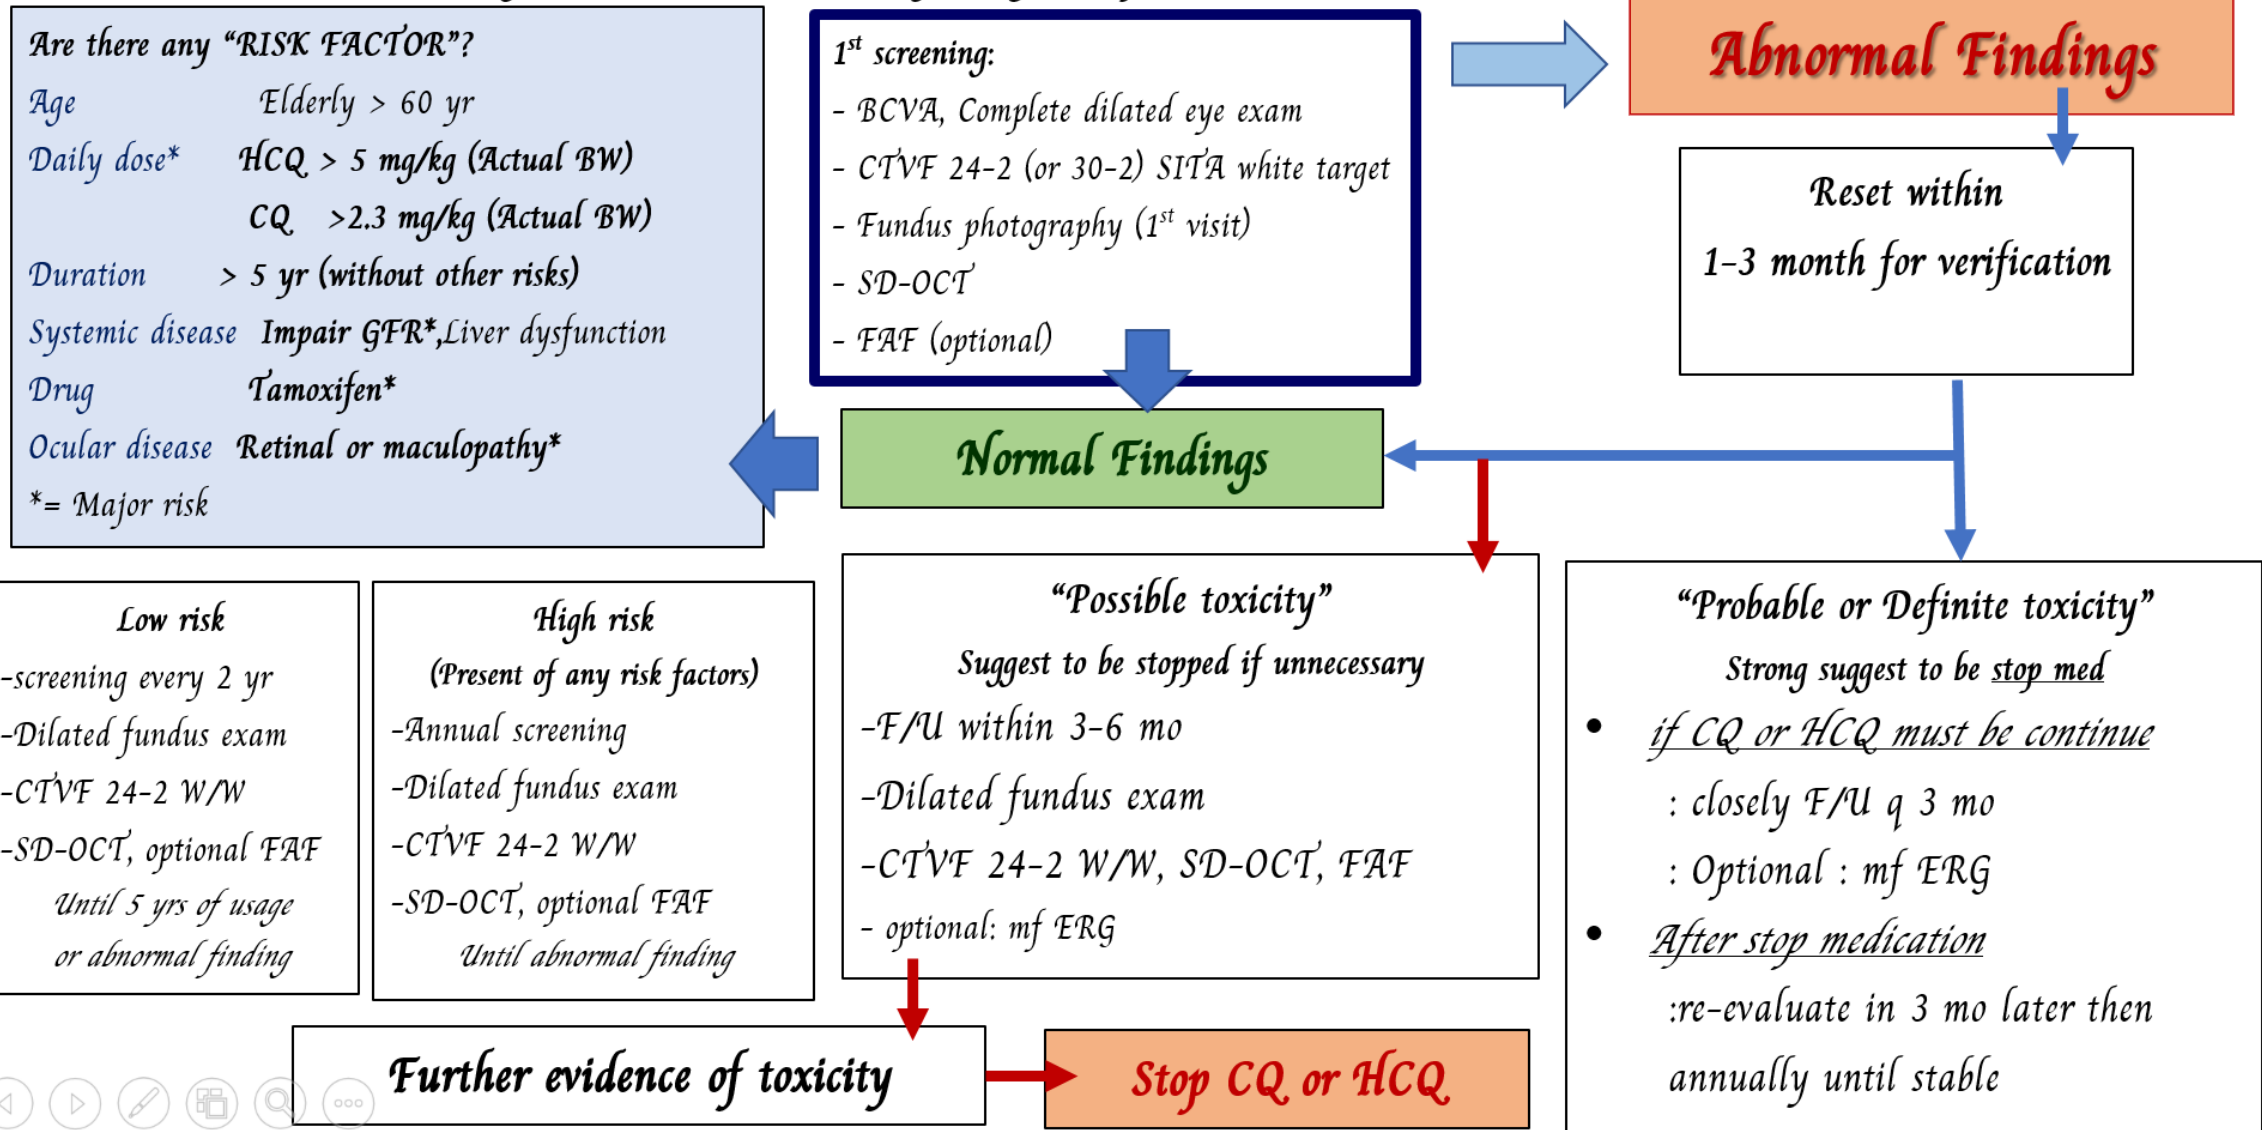 Are there any “RISK FACTOR”?
Age Elderly > 60 yr
Daily dose* HCQ > 5 mg/kg (Actual BW)
CQ >2.3 mg/kg (Actual BW)
Duration > 5 yr (without other risks)
Systemic disease Impair GFR*,Liver dysfunction
Drug Tamoxifen*
Ocular disease Retinal or maculopathy*
*= Major risk
1st screening:
- BCVA, Complete dilated eye exam
- CTVF 24-2 (or 30-2) SITA white target
- Fundus photography (1st visit)
- SD-OCT
- FAF (optional)
Abnormal Findings
Reset within
1-3 month for verification
Normal Findings
Low risk
-screening every 2 yr
-Dilated fundus exam
-CTVF 24-2 W/W
-SD-OCT, optional FAF
Until 5 yrs of usage
or abnormal finding
High risk
(Present of any risk factors)
-Annual screening
-Dilated fundus exam
-CTVF 24-2 W/W
-SD-OCT, optional FAF
Until abnormal finding
“Possible toxicity”
Suggest to be stopped if unnecessary
-F/U within 3-6 mo
-Dilated fundus exam
-CTVF 24-2 W/W, SD-OCT, FAF
- optional: mf ERG
“Probable or Definite toxicity”
Strong suggest to be stop med
• if CQ or HCQ must be continue
: closely F/U q 3 mo
: Optional : mf ERG
• After stop medication
:re-evaluate in 3 mo later then
annually until stable
Further evidence of toxicity
Stop CQ or HCQ